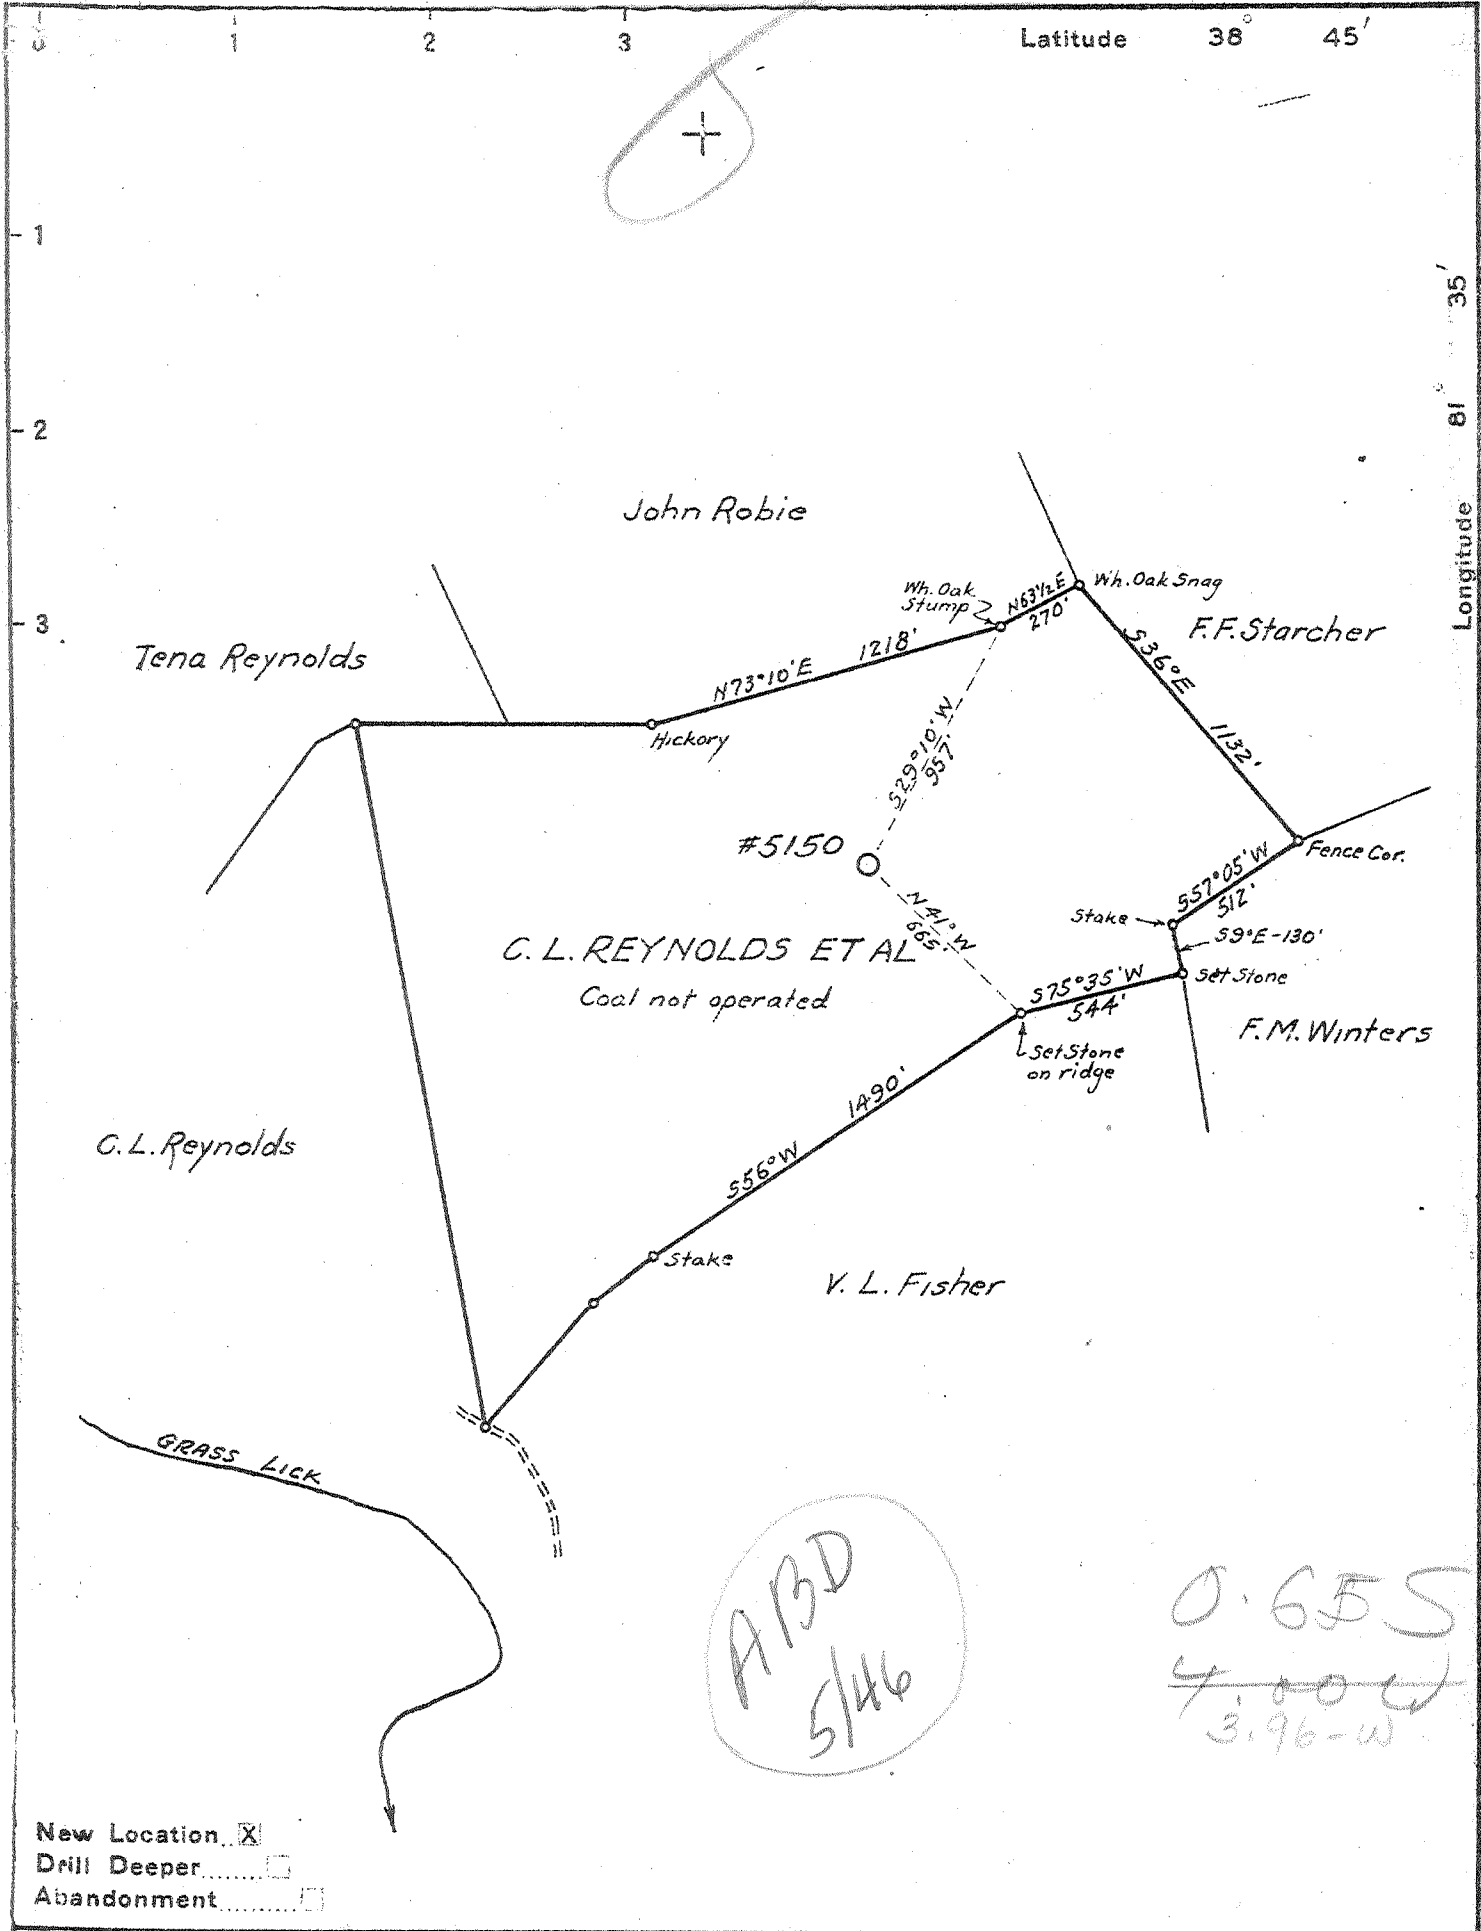 0 1 2 3 Latitude 38° 45'
1
Longitude 81° 35'
2
John Robie
3
Wh. Oak
Stump
N63½E
270'
Wh. Oak Snag
F.F. Starcher
Tena Reynolds
N73°10'E 1218'
S36°E 1132'
Hickory
S29°10'W
957'
#5150
Fence Cor.
S57°05'W
512'
Stake
S9°E-130'
N41°W
665'
C. L. REYNOLDS ET AL
Coal not operated
S75°35'W
544'
Set Stone
F.M. Winters
Set Stone
on ridge
1490'
S56°W
C. L. Reynolds
Stake
V. L. Fisher
GRASS LICK
ABD
5/46
0.65 S
4.00 W
3.96-W
New Location X
Drill Deeper
Abandonment